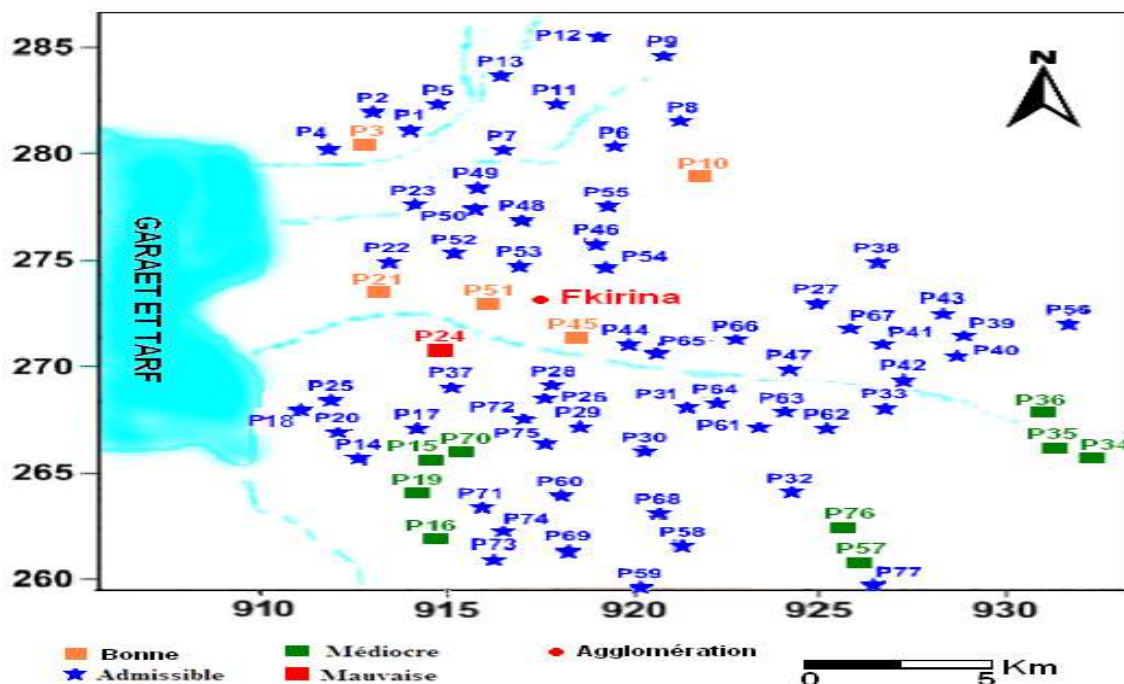 285
P12
P9
P13
N
P2
P5
P11
P8
P1
P4
P3
P7
P6
280
P10
P49
P23
P55
P50
P48
P46
P22
P52
P53
P54
P38
275
P21
P51
P27
P43
P56
Fkirina
P24
P45
P44
P66
P67
P41
P39
P65
P40
270
P37
P28
P47
P42
P25
P26
P31
P64
P63
P33
P18
P20
P17
P72
P29
P61
P62
P36
P14
P15
P70
P75
P30
P35
P34
265
P19
P71
P60
P68
P32
P16
P74
P76
P73
P69
P58
P57
260
P59
P77
GARAET ET TARF
910 915 920 925 930
Bonne Médiocre Agglomération
Admissible Mauvaise
0 5 Km